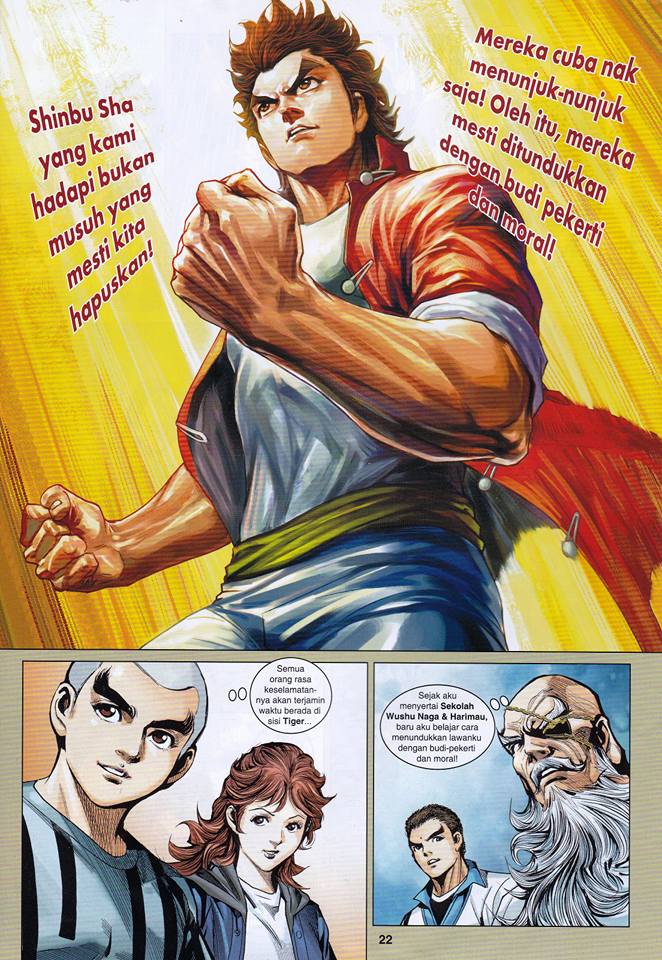 Shinbu Sha
yang kami
hadapi bukan
musuh yang
mesti kita
hapuskan!
Mereka cuba nak
menunjuk-nunjuk
saja! Oleh itu, mereka
mesti ditundukkan
dengan budi pekerti
dan moral!
Semua
orang rasa
keselamatan-
nya akan terjamin
waktu berada di
sisi Tiger...
Sejak aku
menyertai Sekolah
Wushu Naga & Harimau,
baru aku belajar cara
menundukkan lawanku
dengan budi-pekerti
dan moral!
22